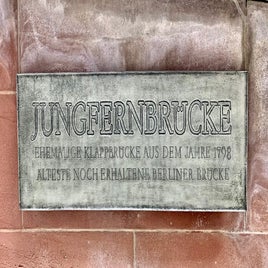 JUNGFERNBRÜCKE
EHEMALIGE KLAPPBRÜCKE AUS DEM JAHRE 1798
ÄLTESTE NOCH ERHALTENE BERLINER BRÜCKE